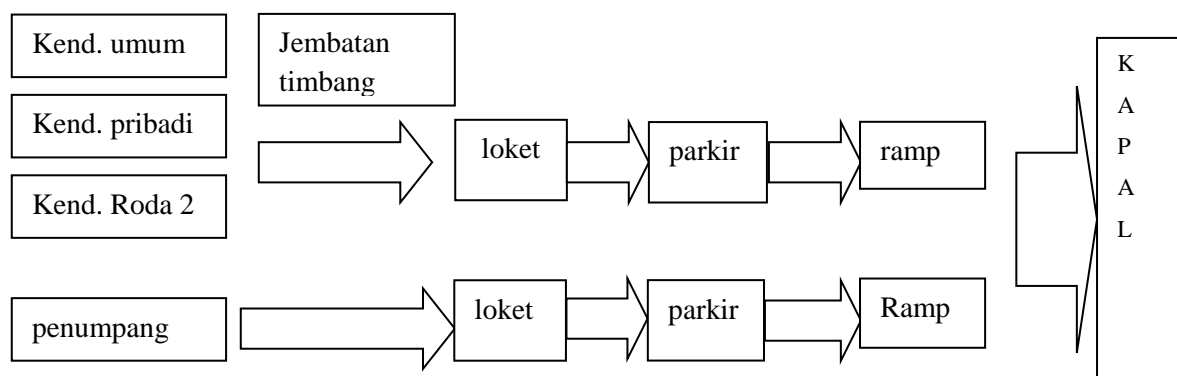 Kend. umum
Jembatan
timbang
Kend. pribadi
loket
parkir
ramp
Kend. Roda 2
penumpang
loket
parkir
Ramp
K
A
P
A
L